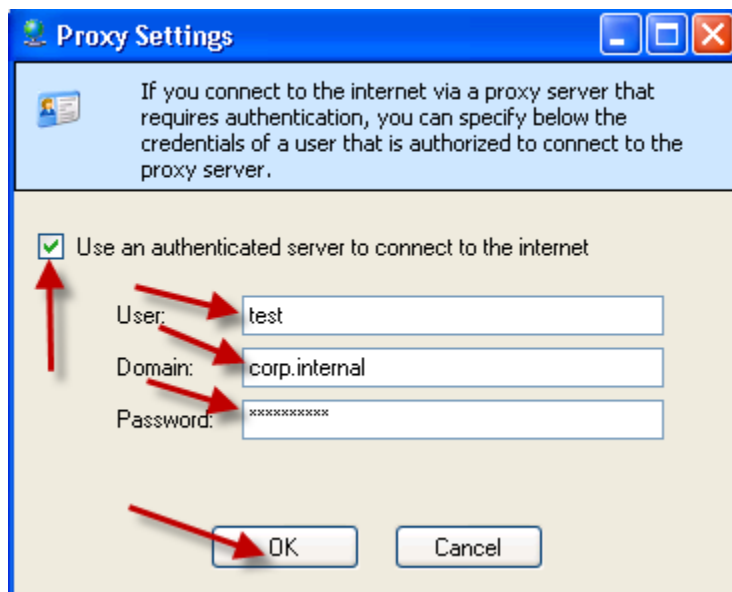 Proxy Settings
If you connect to the internet via a proxy server that
requires authentication, you can specify below the
credentials of a user that is authorized to connect to the
proxy server.
Use an authenticated server to connect to the internet
User: test
Domain: corp.internal
Password: **********
OK Cancel